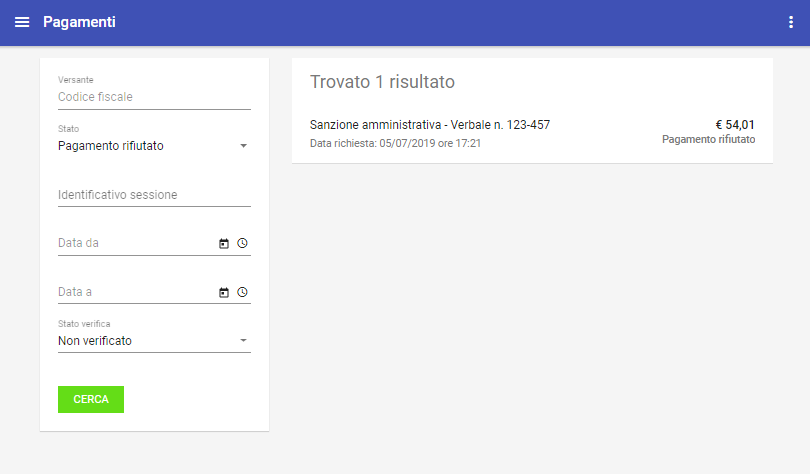 Pagamenti
Versante
Codice fiscale
Stato
Pagamento rifiutato
Identificativo sessione
Data da
Data a
Stato verifica
Non verificato
CERCA
Trovato 1 risultato
Sanzione amministrativa - Verbale n. 123-457
€ 54,01
Data richiesta: 05/07/2019 ore 17:21
Pagamento rifiutato